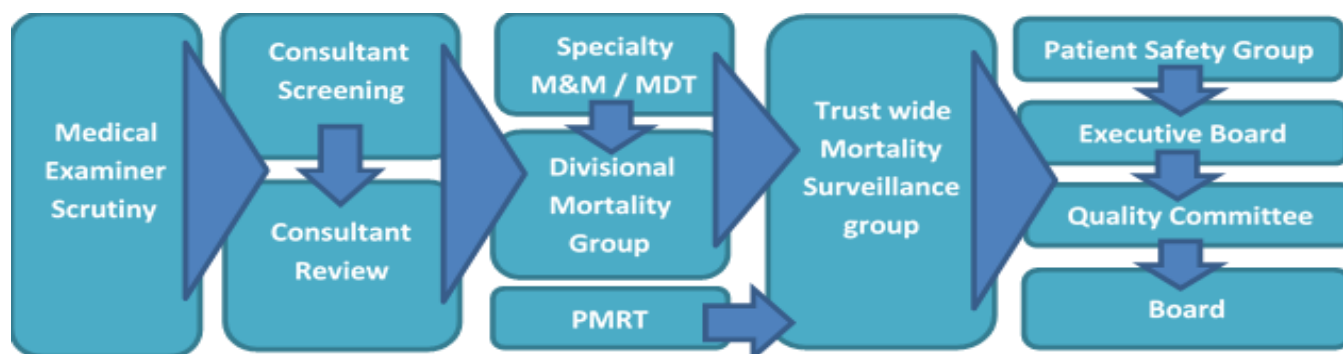 Medical
Examiner
Scrutiny
Consultant
Screening
Consultant
Review
Specialty
M&M / MDT
Divisional
Mortality
Group
PMRT
Trust wide
Mortality
Surveillance
group
Patient Safety Group
Executive Board
Quality Committee
Board